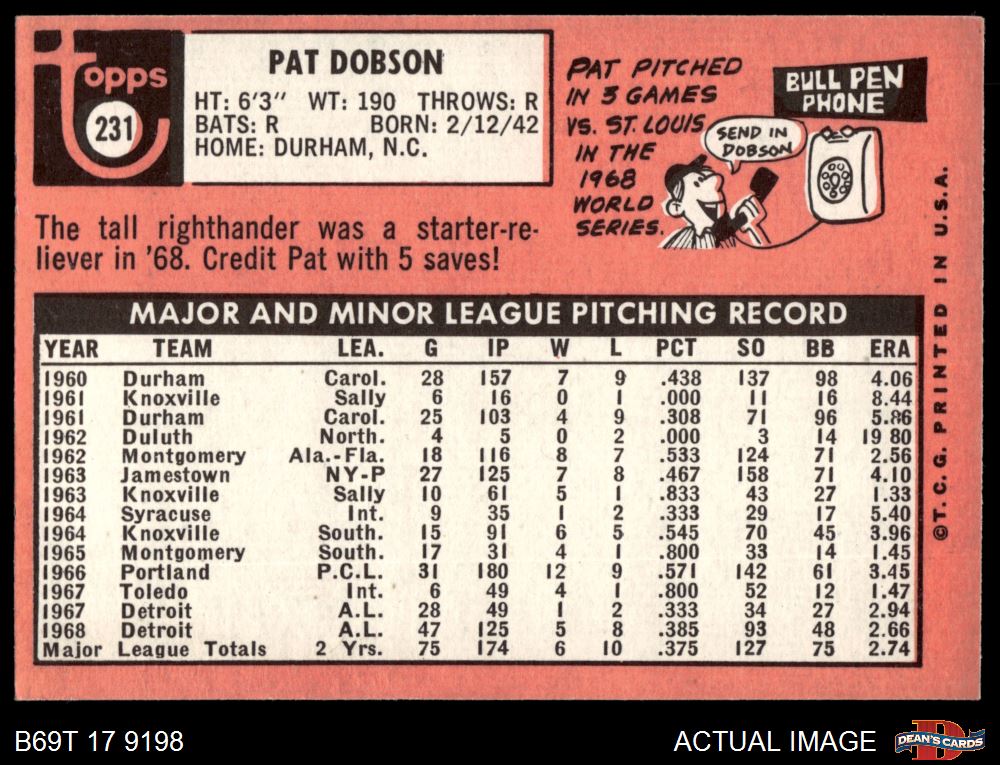 Topps
231
PAT DOBSON
HT: 6'3" WT: 190 THROWS: R
BATS: R BORN: 2/12/42
HOME: DURHAM, N.C.
PAT PITCHED
IN 3 GAMES
VS. ST. LOUIS
IN THE
1968
WORLD
SERIES.
SEND IN
DOBSON
BULL PEN
PHONE
The tall righthander was a starter-re-
liever in '68. Credit Pat with 5 saves!
MAJOR AND MINOR LEAGUE PITCHING RECORD
YEAR TEAM LEA. G IP W L PCT SO BB ERA
1960 Durham Carol. 28 157 7 9 .438 137 98 4.06
1961 Knoxville Sally 6 16 0 1 .000 11 16 8.44
1961 Durham Carol. 25 103 4 9 .308 71 96 5.86
1962 Duluth North. 4 5 0 2 .000 3 14 19 80
1962 Montgomery Ala.-Fla. 18 116 8 7 .533 124 71 2.56
1963 Jamestown NY-P 27 125 7 8 .467 158 71 4.10
1963 Knoxville Sally 10 61 5 1 .833 43 27 1.33
1964 Syracuse Int. 9 35 1 2 .333 29 17 5.40
1964 Knoxville South. 15 91 6 5 .545 70 45 3.96
1965 Montgomery South. 17 31 4 1 .800 33 14 1.45
1966 Portland P.C.L. 31 180 12 9 .571 142 61 3.45
1967 Toledo Int. 6 49 4 1 .800 52 12 1.47
1967 Detroit A.L. 28 49 1 2 .333 34 27 2.94
1968 Detroit A.L. 47 125 5 8 .385 93 48 2.66
Major League Totals 2 Yrs. 75 174 6 10 .375 127 75 2.74
©T. C. G. PRINTED IN U.S.A.
B69T 17 9198
ACTUAL IMAGE
DEAN'S CARDS